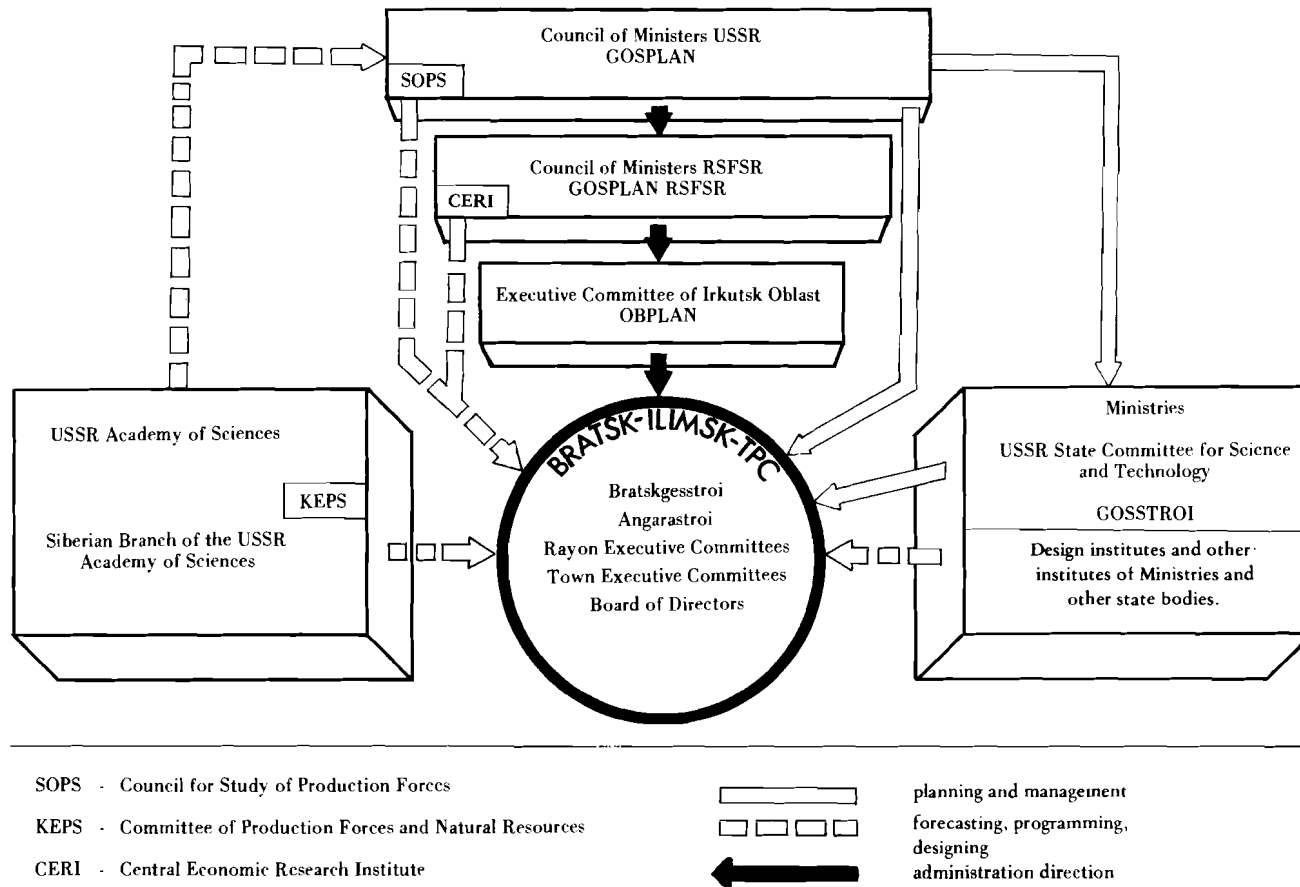 Council of Ministers USSR
GOSPLAN
SOPS
Council of Ministers RSFSR
GOSPLAN RSFSR
CERI
Executive Committee of Irkutsk Oblast
OBPLAN
USSR Academy of Sciences
KEPS
Siberian Branch of the USSR
Academy of Sciences
BRATSK-ILIMSK-TPC
Bratskgesstroi
Angarastroi
Rayon Executive Committees
Town Executive Committees
Board of Directors
Ministries
USSR State Committee for Science
and Technology
GOSSTROI
Design institutes and other
institutes of Ministries and
other state bodies.
SOPS - Council for Study of Production Forces
KEPS - Committee of Production Forces and Natural Resources
CERI - Central Economic Research Institute
planning and management
forecasting, programming,
designing
administration direction